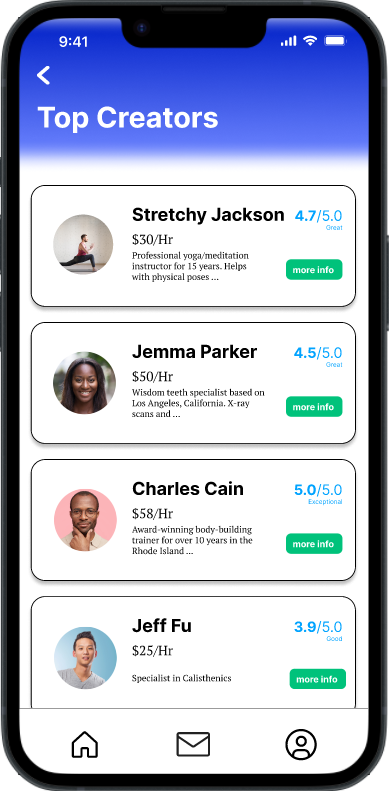 9:41
Top Creators
Stretchy Jackson
4.7/5.0
Great
$30/Hr
Professional yoga/meditation
instructor for 15 years. Helps
with physical poses ...
more info
Jemma Parker
4.5/5.0
Great
$50/Hr
Wisdom teeth specialist based on
Los Angeles, California. X-ray
scans and ...
more info
Charles Cain
5.0/5.0
Exceptional
$58/Hr
Award-winning body-building
trainer for over 10 years in the
Rhode Island ...
more info
Jeff Fu
3.9/5.0
Good
$25/Hr
Specialist in Calisthenics
more info